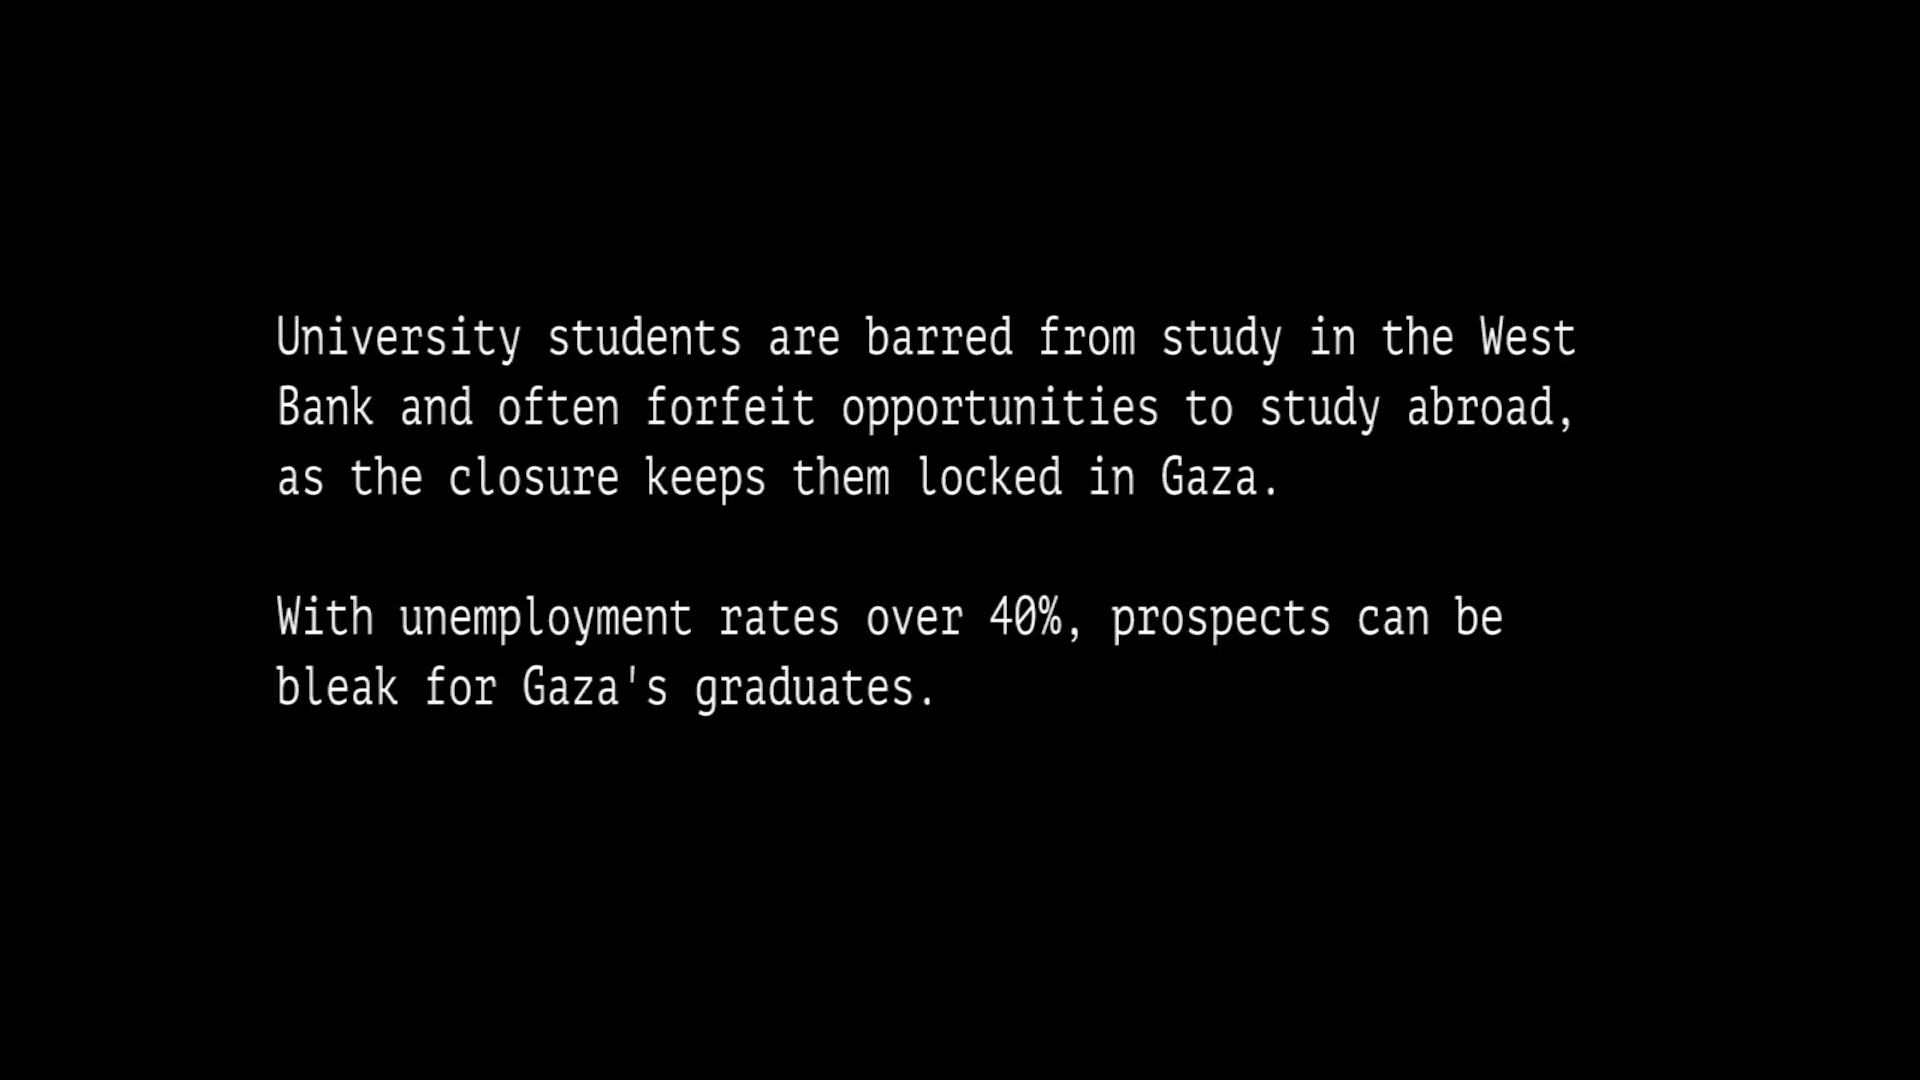 University students are barred from study in the West
Bank and often forfeit opportunities to study abroad,
as the closure keeps them locked in Gaza.
With unemployment rates over 40%, prospects can be
bleak for Gaza's graduates.